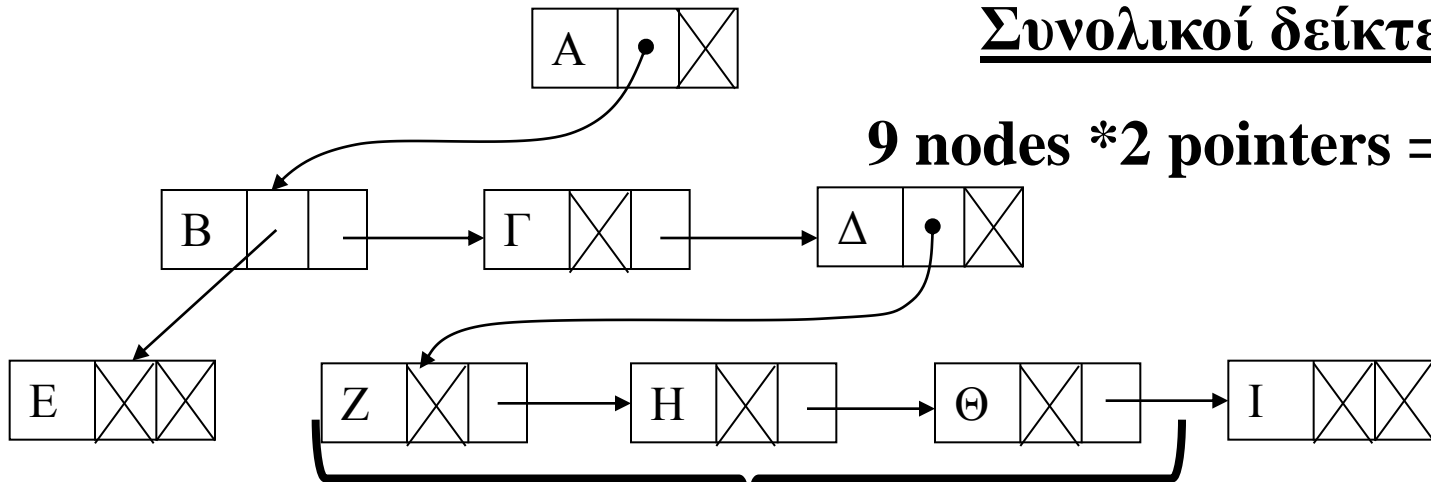 Συνολικοί δείκτε
Α
9 nodes *2 pointers =
Β Γ Δ
Ε Ζ Η Θ Ι